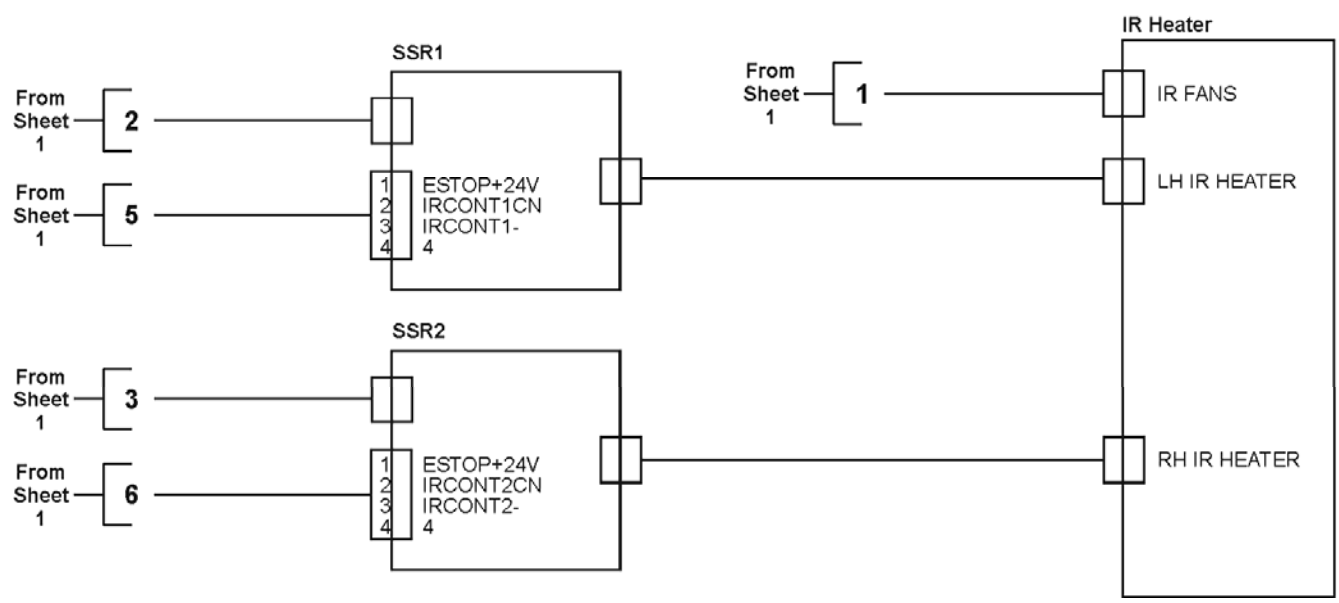 IR Heater
SSR1
From
Sheet
1
1
IR FANS
From
Sheet
1
2
LH IR HEATER
From
Sheet
1
5
1 ESTOP+24V
2 IRCONT1CN
3 IRCONT1-
4 4
SSR2
From
Sheet
1
3
RH IR HEATER
From
Sheet
1
6
1 ESTOP+24V
2 IRCONT2CN
3 IRCONT2-
4 4